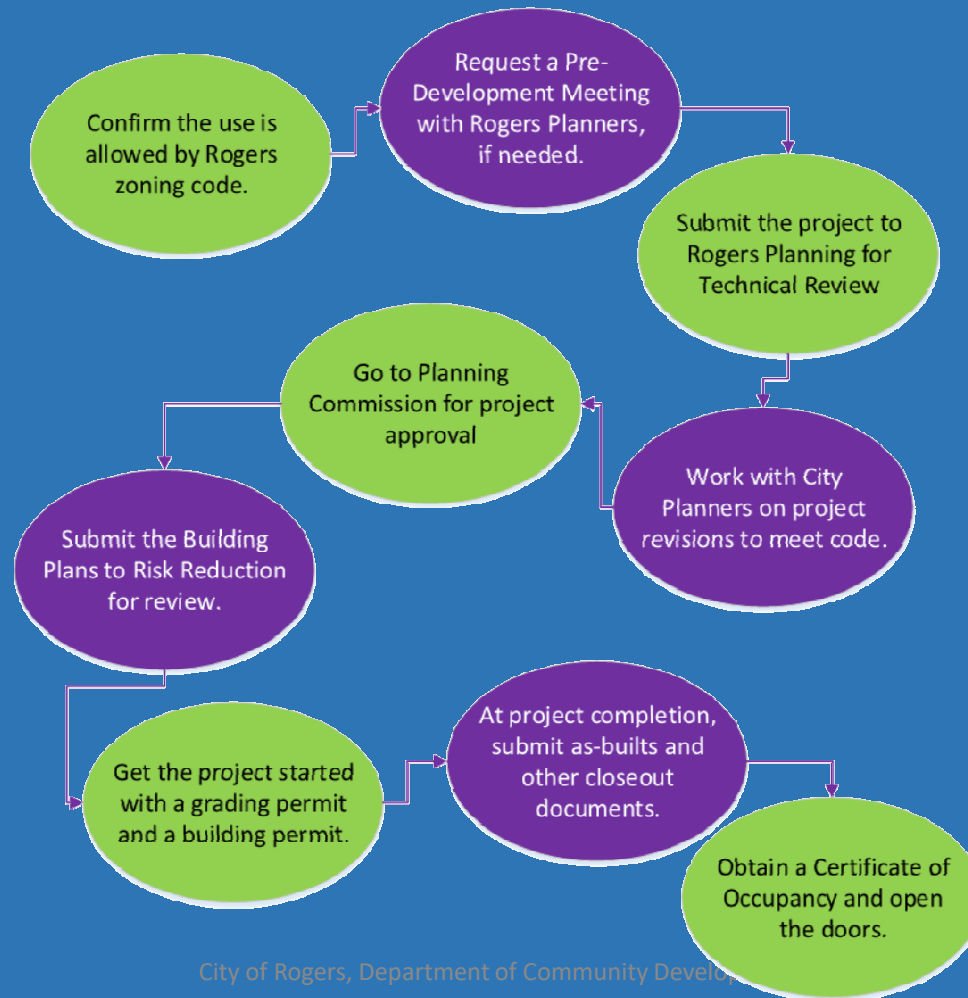 Confirm the use is
allowed by Rogers
zoning code.
Request a Pre-
Development Meeting
with Rogers Planners,
if needed.
Submit the project to
Rogers Planning for
Technical Review
Work with City
Planners on project
revisions to meet code.
Go to Planning
Commission for project
approval
Submit the Building
Plans to Risk Reduction
for review.
Get the project started
with a grading permit
and a building permit.
At project completion,
submit as-builts and
other closeout
documents.
Obtain a Certificate of
Occupancy and open
the doors.
City of Rogers, Department of Community